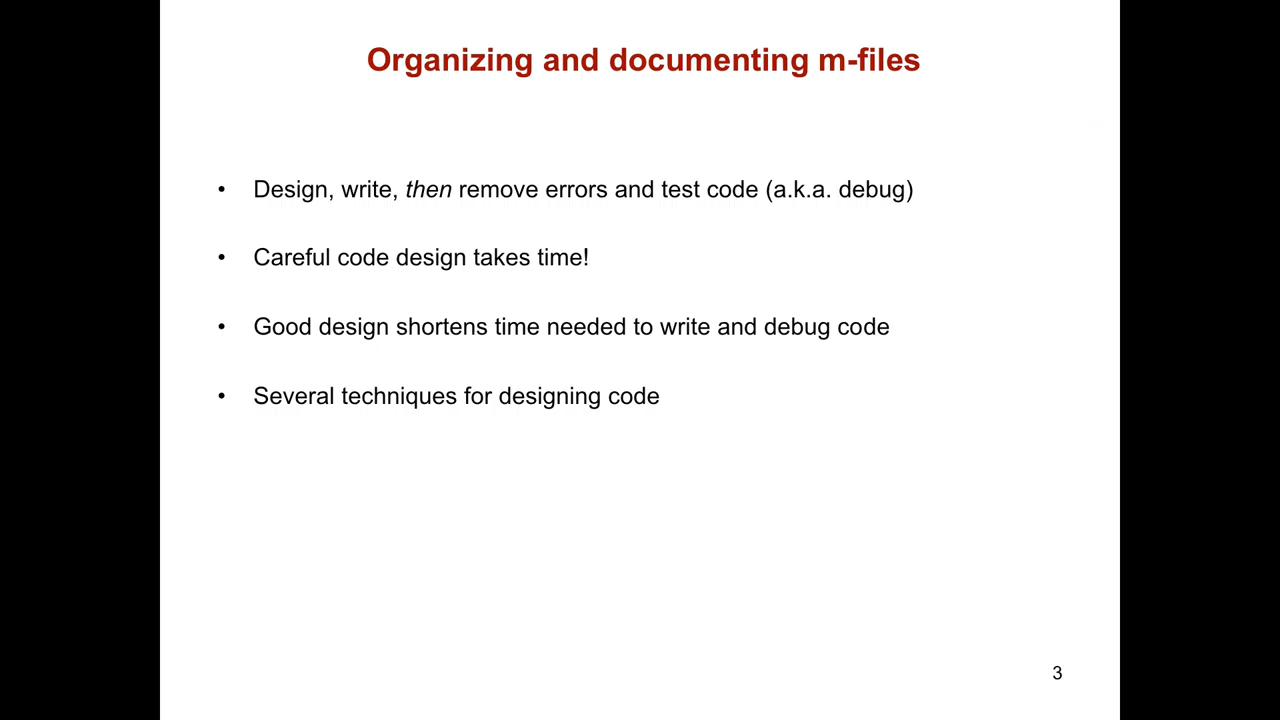 Organizing and documenting m-files
• Design, write, then remove errors and test code (a.k.a. debug)
• Careful code design takes time!
• Good design shortens time needed to write and debug code
• Several techniques for designing code
3